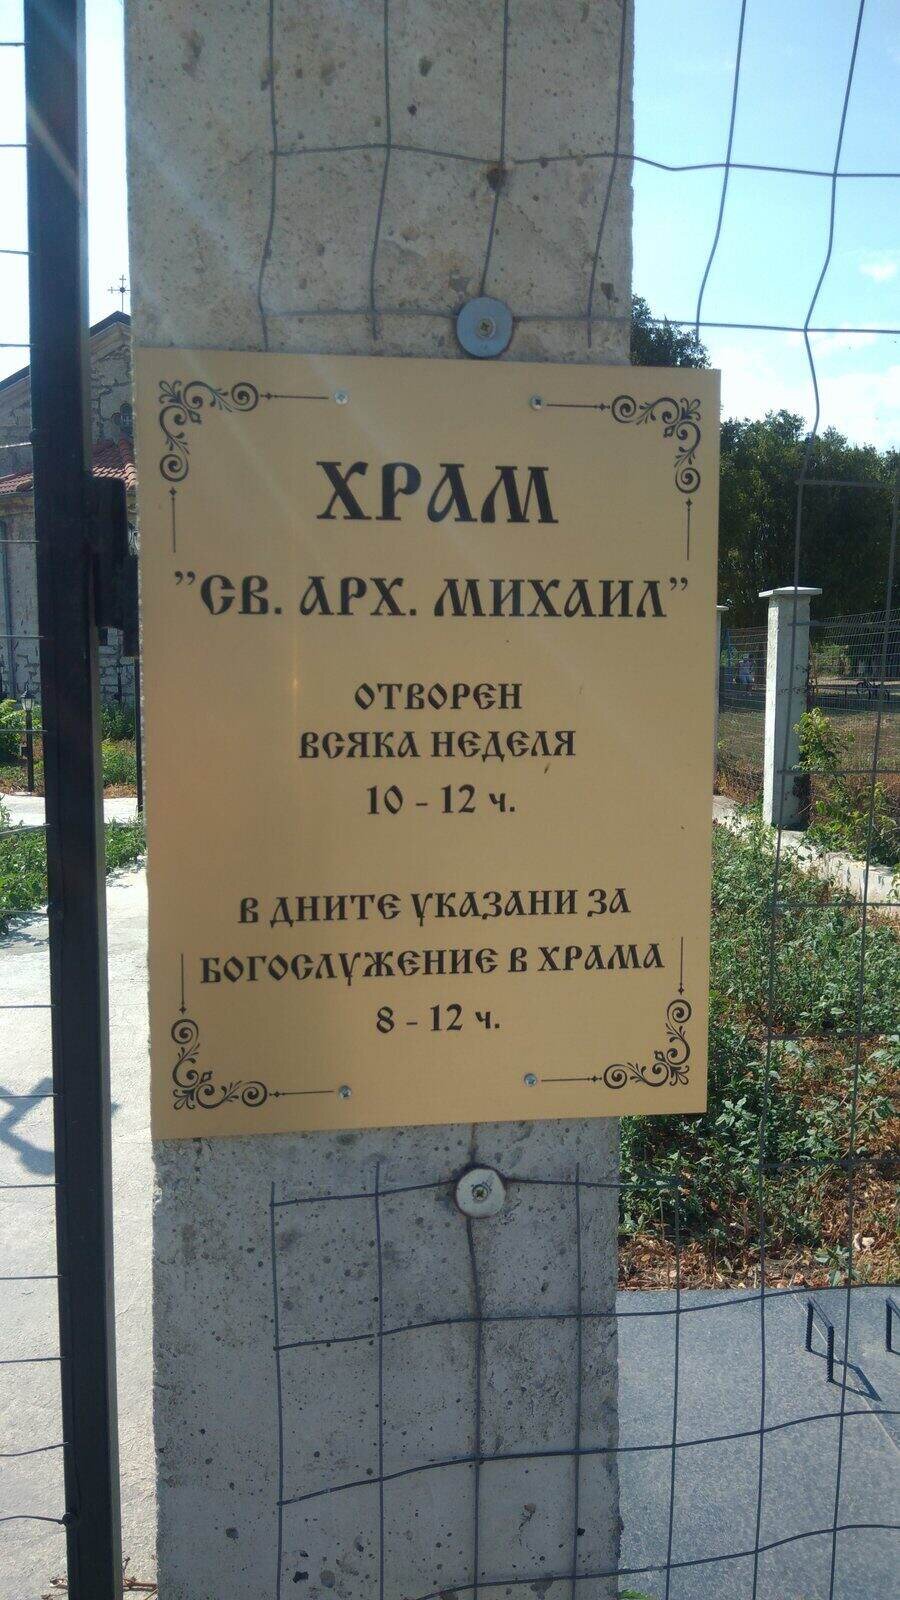 ХРАМ
"СВ. АРХ. МИХАИЛ"
ОТВОРЕН
ВСЯКА НЕДЕЛЯ
10 - 12 ч.
В ДНИТЕ УКАЗАНИ ЗА
БОГОСЛУЖЕНИЕ В ХРАМА
8 - 12 ч.